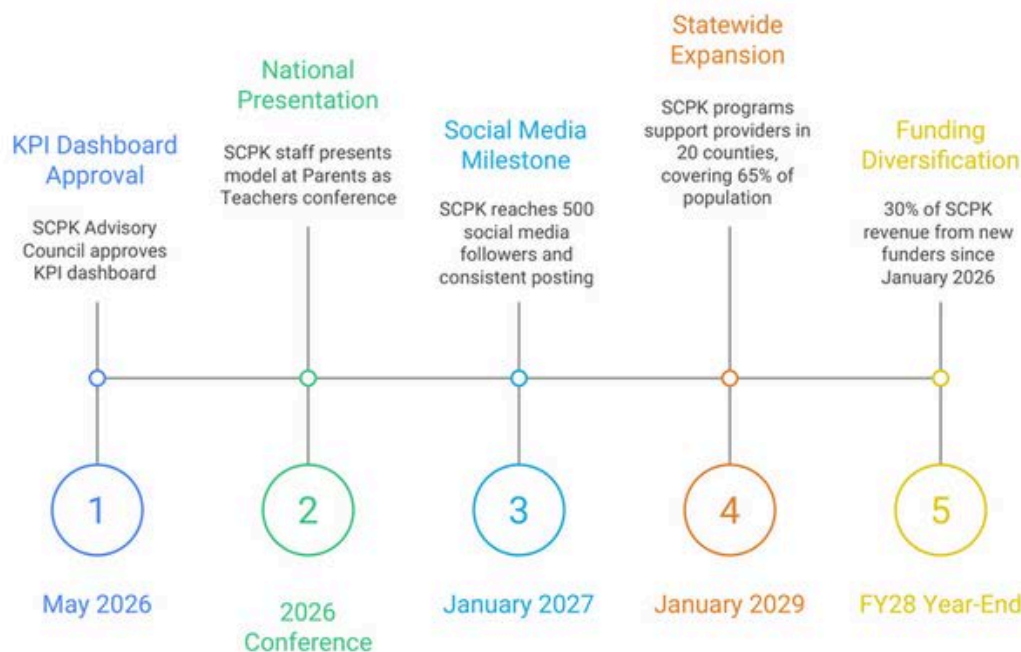 KPI Dashboard
Approval
SCPK Advisory
Council approves
KPI dashboard
1
May 2026
National
Presentation
SCPK staff presents
model at Parents as
Teachers conference
2
2026
Conference
Social Media
Milestone
SCPK reaches 500
social media
followers and
consistent posting
3
January 2027
Statewide
Expansion
SCPK programs
support providers in
20 counties,
covering 65% of
population
4
January 2029
Funding
Diversification
30% of SCPK
revenue from new
funders since
January 2026
5
FY28 Year-End